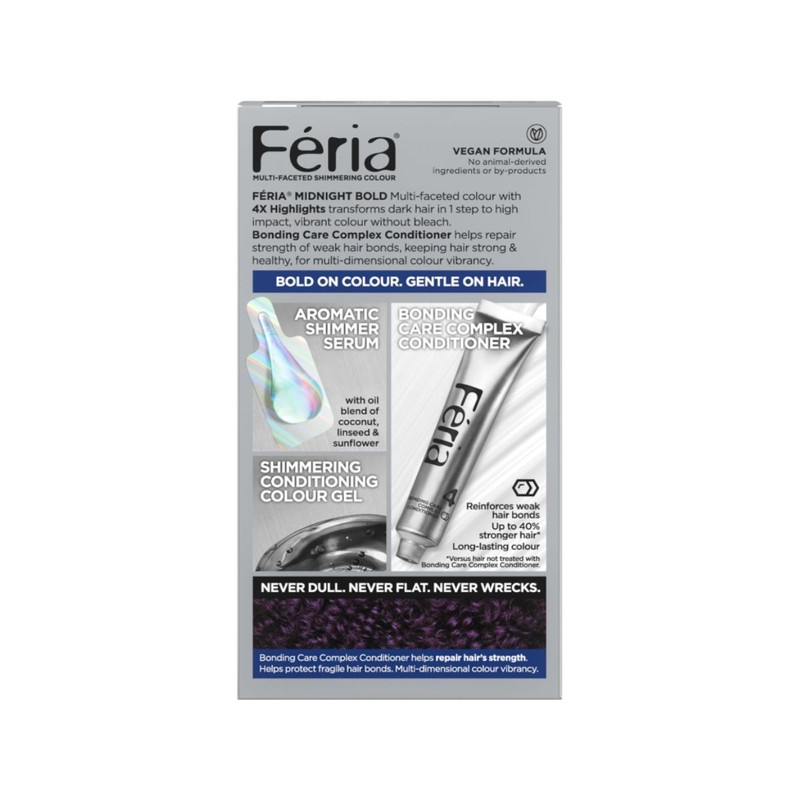 Féria®
MULTI-FACETED SHIMMERING COLOUR
VEGAN FORMULA
No animal-derived
ingredients or by-products
FÉRIA® MIDNIGHT BOLD Multi-faceted colour with
4X Highlights transforms dark hair in 1 step to high
impact, vibrant colour without bleach.
Bonding Care Complex Conditioner helps repair
strength of weak hair bonds, keeping hair strong &
healthy, for multi-dimensional colour vibrancy.
BOLD ON COLOUR. GENTLE ON HAIR.
AROMATIC
SHIMMER
SERUM
with oil
blend of
coconut,
linseed &
sunflower
BONDING
CARE COMPLEX
CONDITIONER
Féria
4
BONDING CARE
COMPLEX
CONDITIONER
Reinforces weak
hair bonds
Up to 40%
stronger hair*
Long-lasting colour
*Versus hair not treated with
Bonding Care Complex Conditioner.
SHIMMERING
CONDITIONING
COLOUR GEL
NEVER DULL. NEVER FLAT. NEVER WRECKS.
Bonding Care Complex Conditioner helps repair hair's strength.
Helps protect fragile hair bonds. Multi-dimensional colour vibrancy.